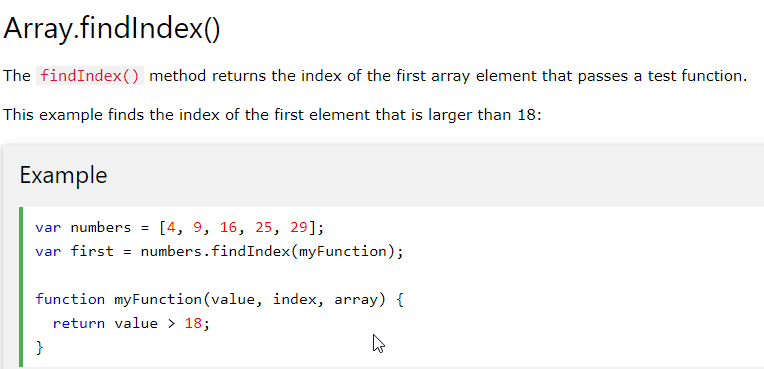 Array.findIndex()
The findIndex() method returns the index of the first array element that passes a test function.
This example finds the index of the first element that is larger than 18:
Example
var numbers = [4, 9, 16, 25, 29];
var first = numbers.findIndex(myFunction);
function myFunction(value, index, array) {
  return value > 18;
}